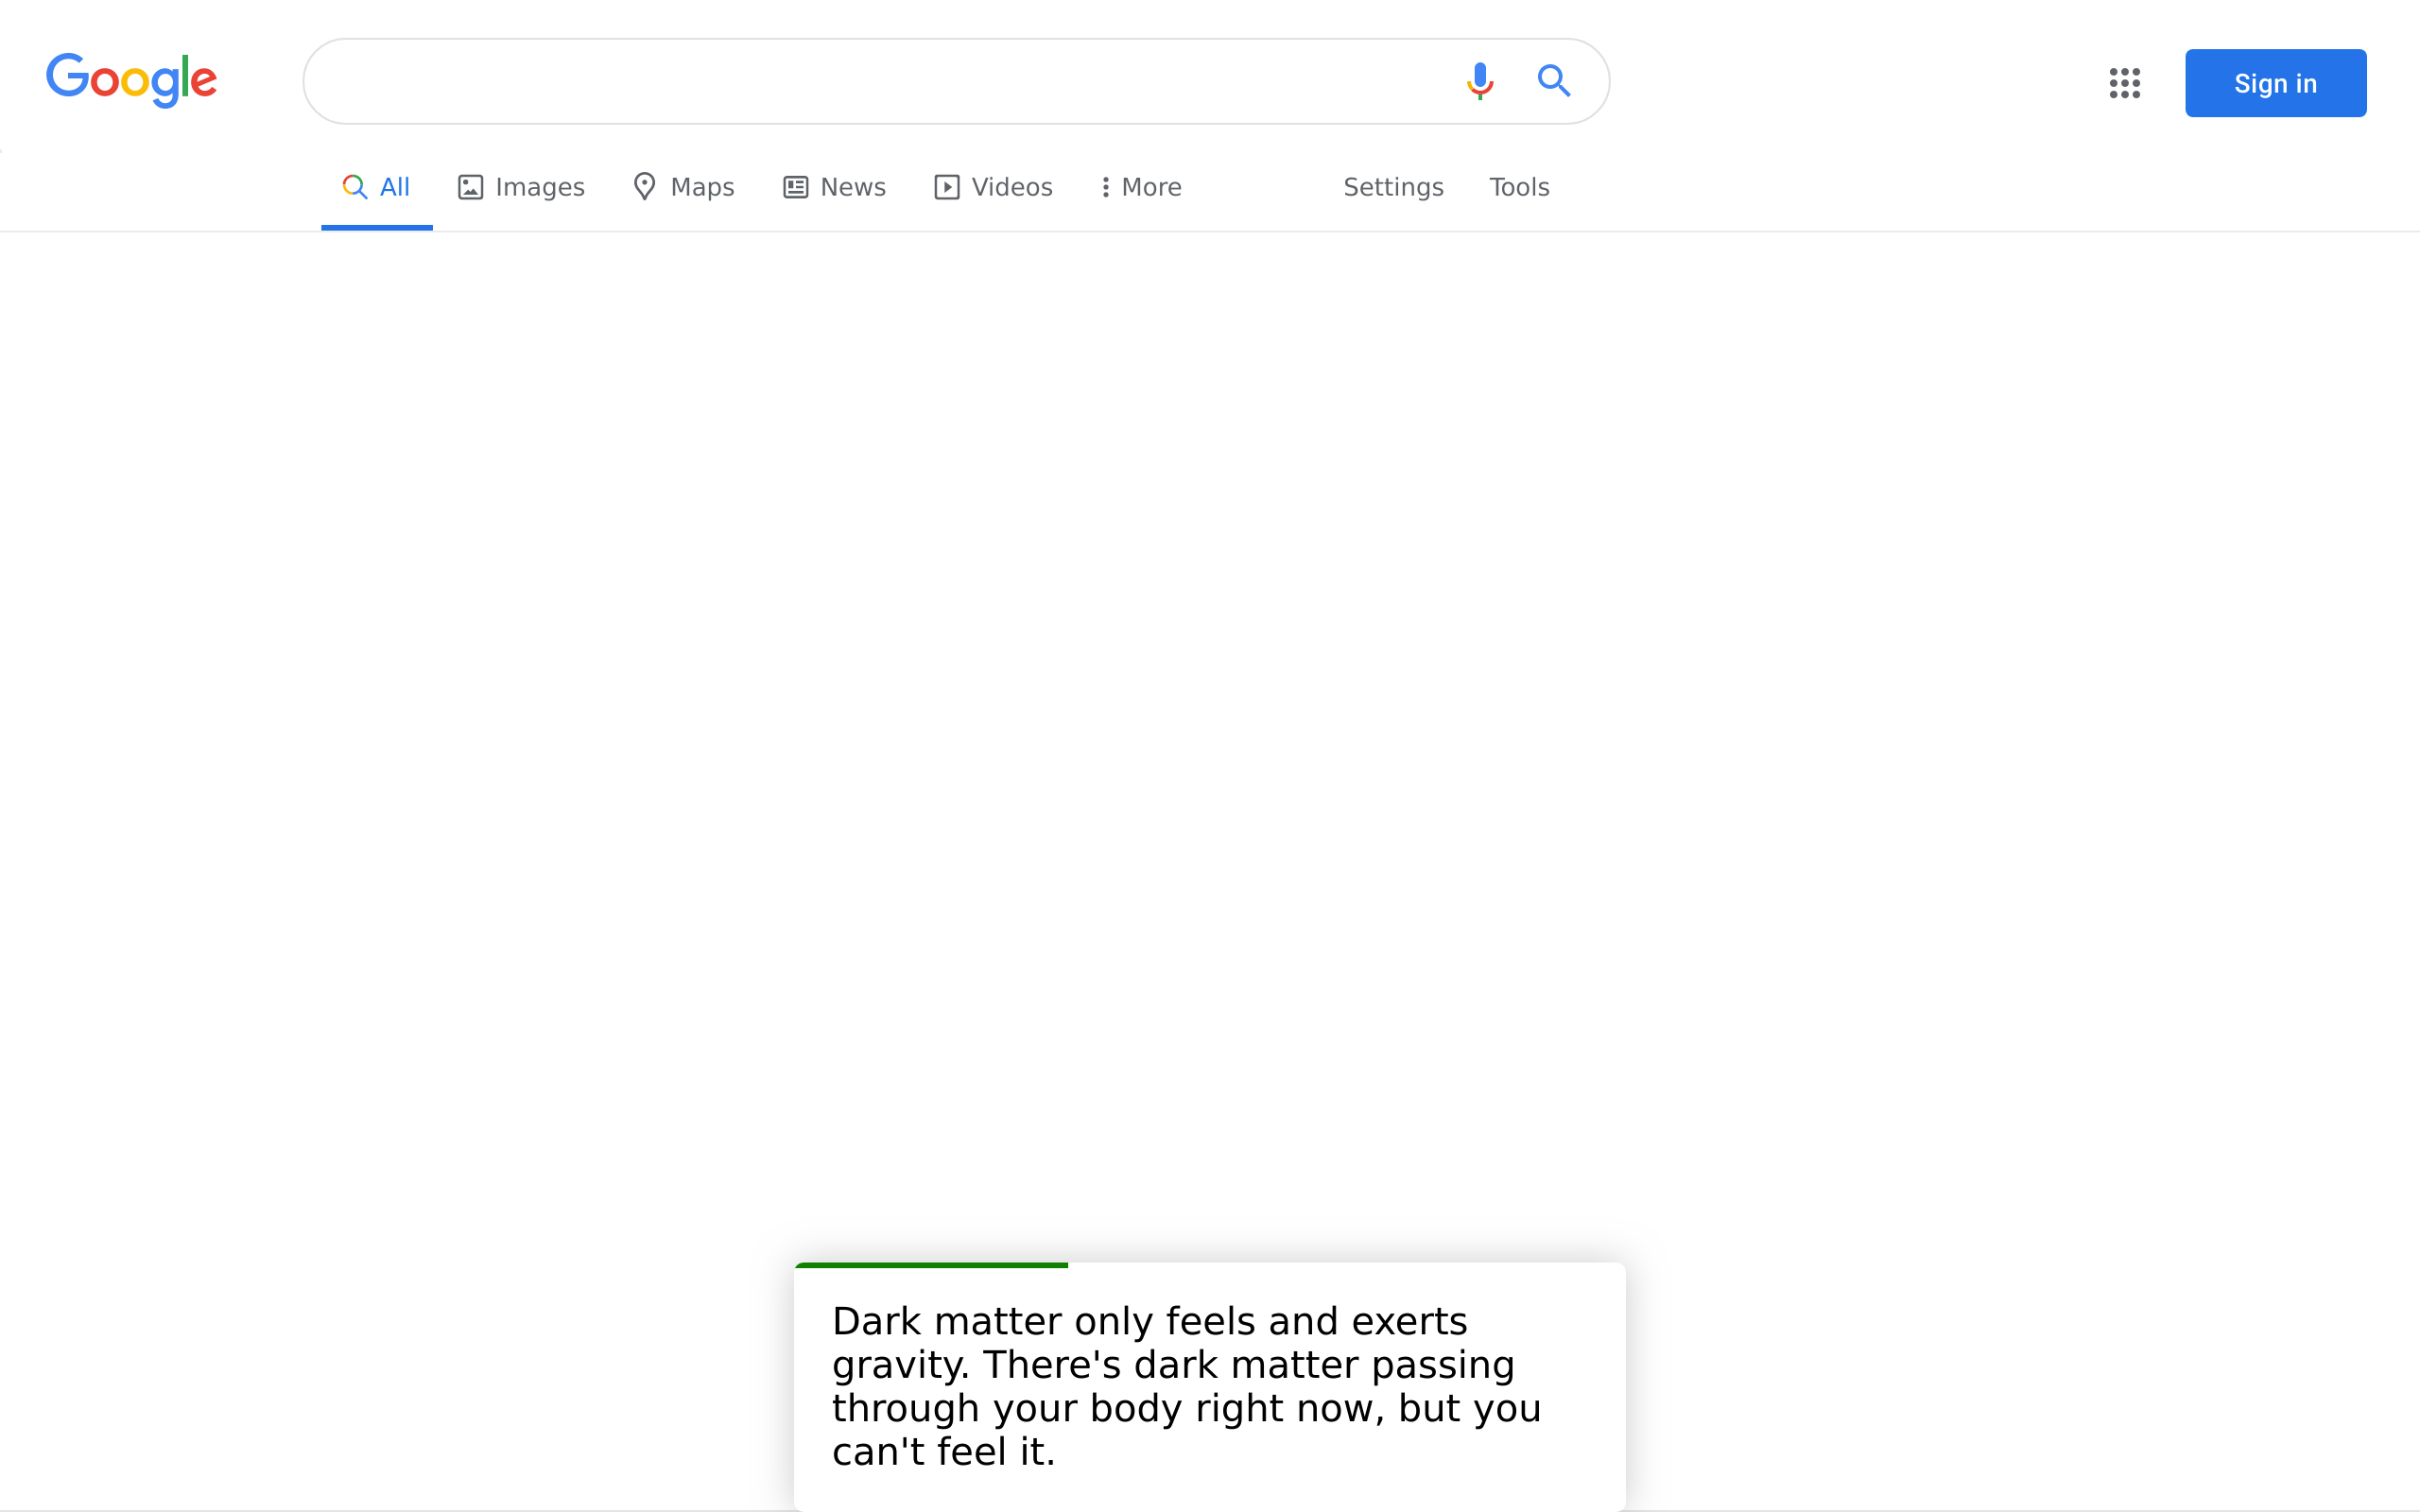 Google
Sign in
All
Images
Maps
News
Videos
More
Settings
Tools
Dark matter only feels and exerts
gravity. There's dark matter passing
through your body right now, but you
can't feel it.